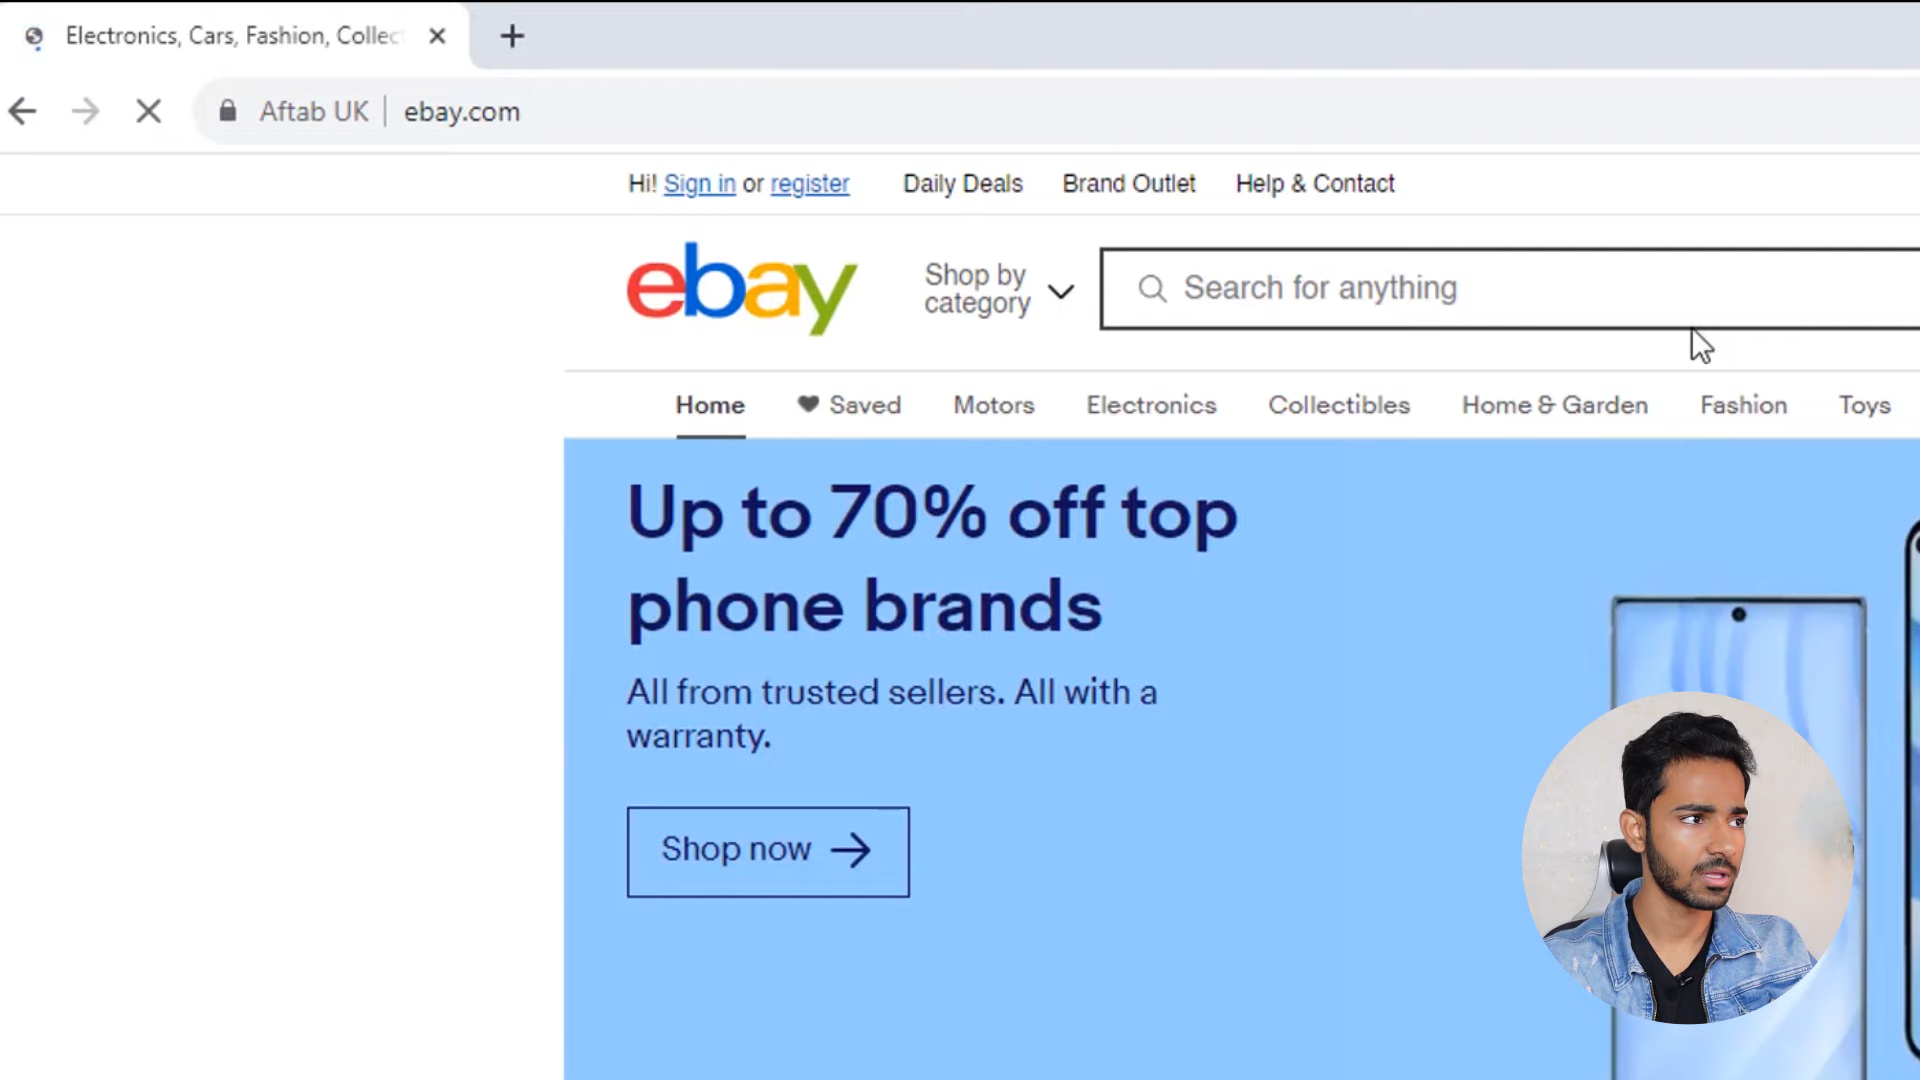 Electronics, Cars, Fashion, Collec
Aftab UK | ebay.com
Hi! Sign in or register Daily Deals Brand Outlet Help & Contact
ebay
Shop by
category
Search for anything
Home Saved Motors Electronics Collectibles Home & Garden Fashion Toys
Up to 70% off top
phone brands
All from trusted sellers. All with a
warranty.
Shop now